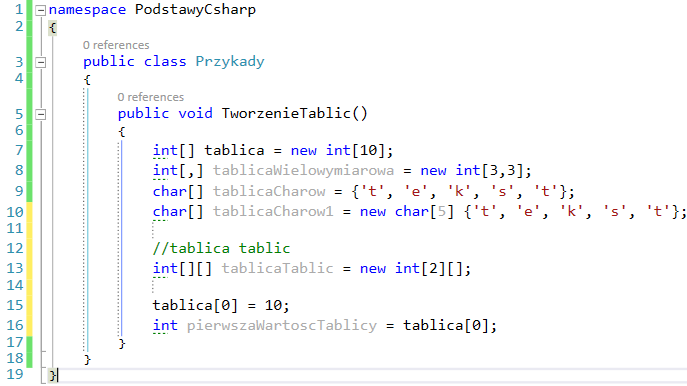 1 namespace PodstawyCsharp
2 {
0 references
3 public class Przykady
4 {
0 references
5 public void TworzenieTablic()
6 {
7 int[] tablica = new int[10];
8 int[,] tablicaWielowymiarowa = new int[3,3];
9 char[] tablicaCharow = {'t', 'e', 'k', 's', 't'};
10 char[] tablicaCharow1 = new char[5] {'t', 'e', 'k', 's', 't'};
11
12 //tablica tablic
13 int[][] tablicaTablic = new int[2][];
14
15 tablica[0] = 10;
16 int pierwszaWartoscTablicy = tablica[0];
17 }
18 }
19 }